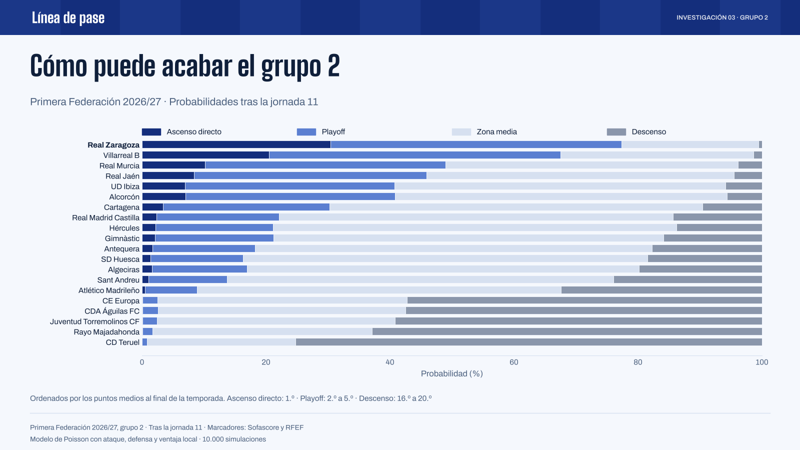 Línea de pase
INVESTIGACIÓN 03 · GRUPO 2
Cómo puede acabar el grupo 2
Primera Federación 2026/27 · Probabilidades tras la jornada 11
Ascenso directo
Playoff
Zona media
Descenso
Real Zaragoza
Villarreal B
Real Murcia
Real Jaén
UD Ibiza
Alcorcón
Cartagena
Real Madrid Castilla
Hércules
Gimnàstic
Antequera
SD Huesca
Algeciras
Sant Andreu
Atlético Madrileño
CE Europa
CDA Águilas FC
Juventud Torremolinos CF
Rayo Majadahonda
CD Teruel
0 20 40 60 80 100
Probabilidad (%)
Ordenados por los puntos medios al final de la temporada. Ascenso directo: 1.º · Playoff: 2.º a 5.º · Descenso: 16.º a 20.º
Primera Federación 2026/27, grupo 2 · Tras la jornada 11 · Marcadores: Sofascore y RFEF
Modelo de Poisson con ataque, defensa y ventaja local · 10.000 simulaciones